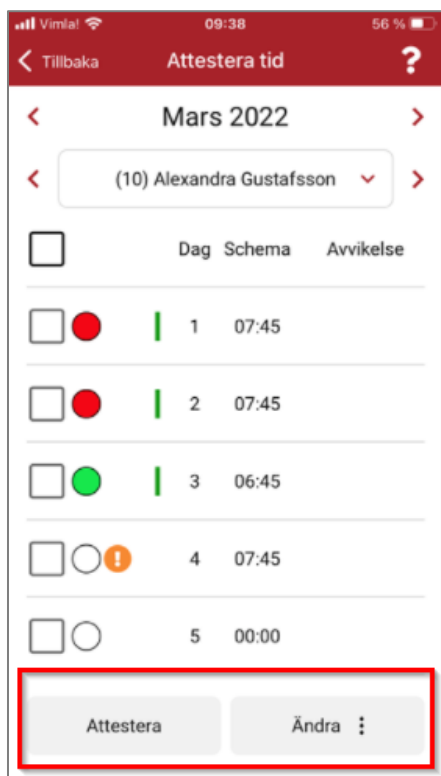 Vimla! 09:38 56 %
Tillbaka Attestera tid ?
Mars 2022
(10) Alexandra Gustafsson
Dag Schema Avvikelse
1 07:45
2 07:45
3 06:45
! 4 07:45
5 00:00
Attestera Ändra